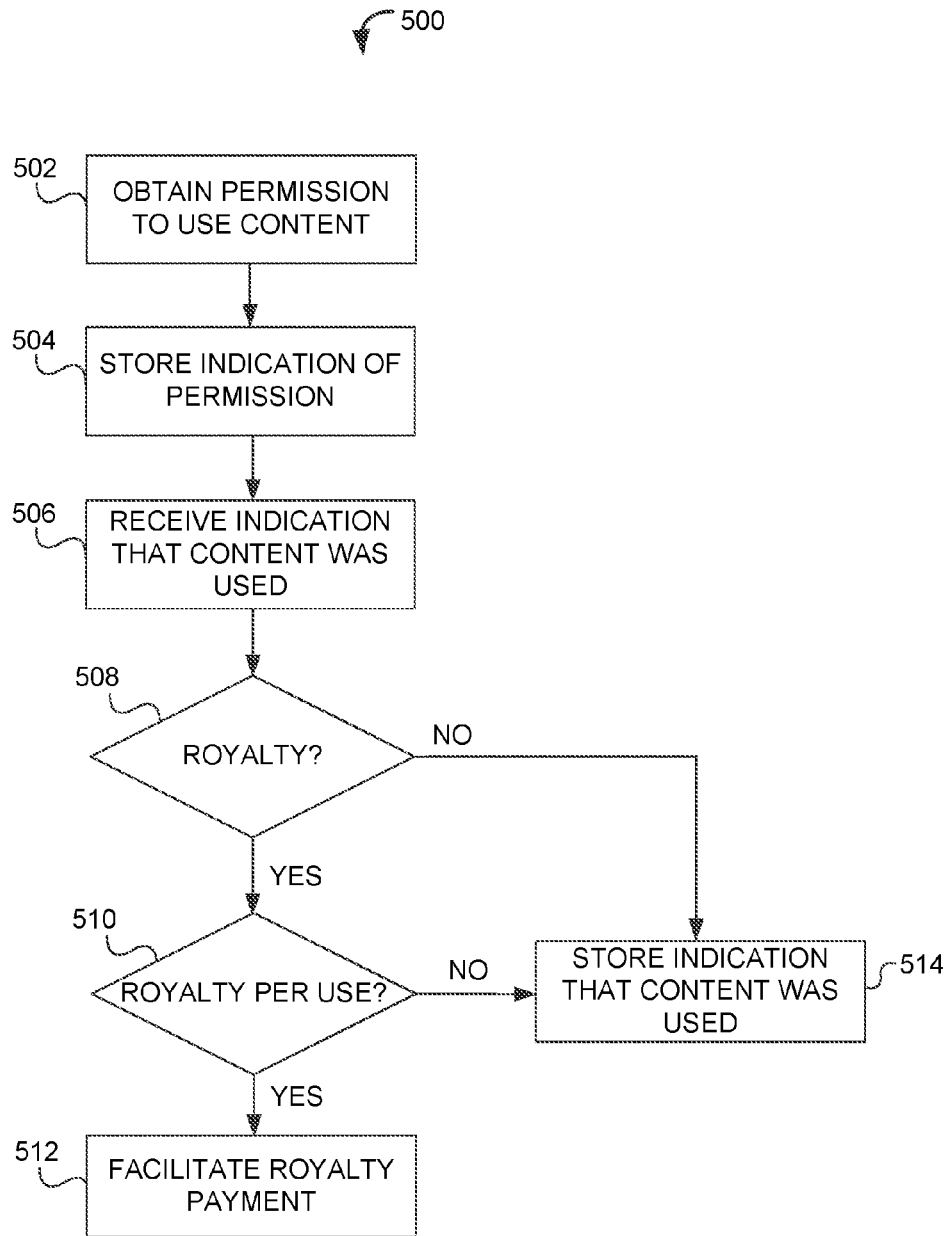 500
502
OBTAIN PERMISSION
TO USE CONTENT
504
STORE INDICATION OF
PERMISSION
506
RECEIVE INDICATION
THAT CONTENT WAS
USED
508
ROYALTY?
NO
YES
510
ROYALTY PER USE?
NO
STORE INDICATION
THAT CONTENT WAS
USED
514
YES
512
FACILITATE ROYALTY
PAYMENT